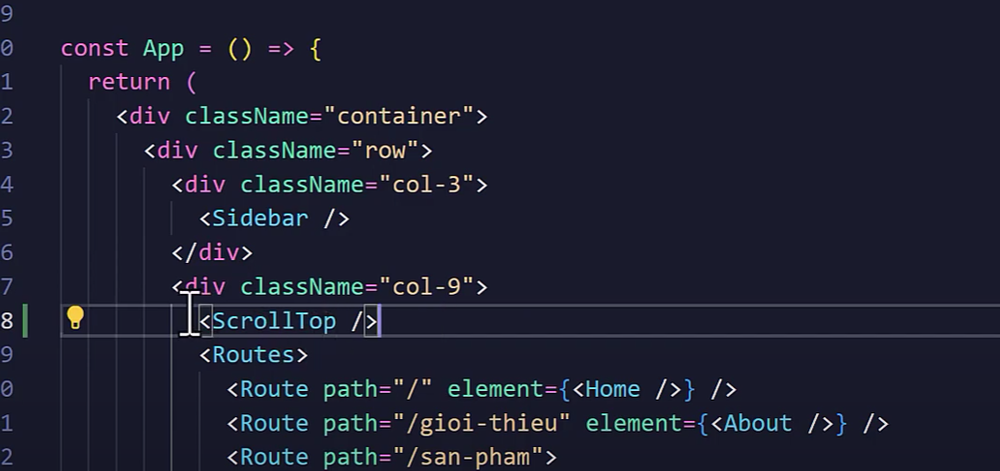 9
0 const App = () => {
1 return (
2 <div className="container">
3 <div className="row">
4 <div className="col-3">
5 <Sidebar />
6 </div>
7 <div className="col-9">
8 <ScrollTop />
9 <Routes>
0 <Route path="/" element={<Home />} />
1 <Route path="/gioi-thieu" element={<About />} />
2 <Route path="/san-pham">